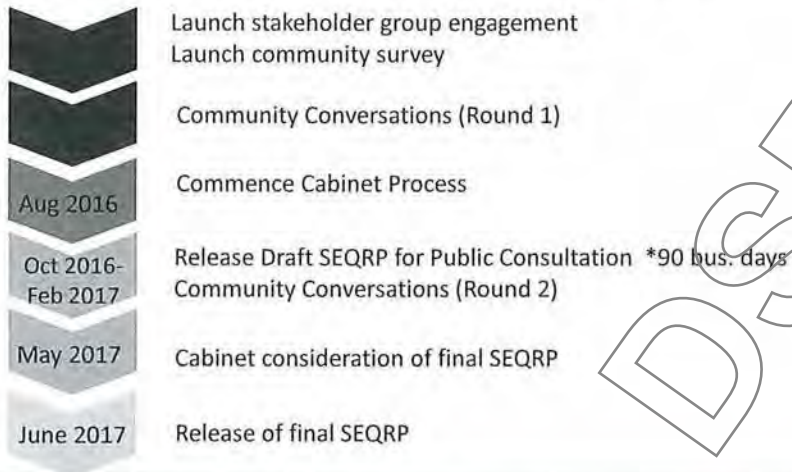 Launch stakeholder group engagement
Launch community survey
Community Conversations (Round 1)
Aug 2016
Commence Cabinet Process
Oct 2016-
Feb 2017
Release Draft SEQRP for Public Consultation *90 bus. days
Community Conversations (Round 2)
May 2017
Cabinet consideration of final SEQRP
June 2017
Release of final SEQRP